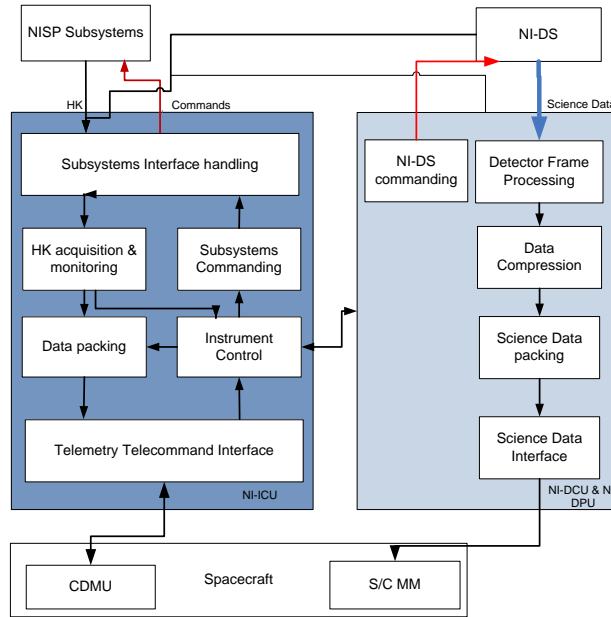 NISP Subsystems
NI-DS
HK
Commands
Science Data
Subsystems Interface handling
NI-DS
commanding
Detector Frame
Processing
HK acquisition &
monitoring
Subsystems
Commanding
Data
Compression
Data packing
Instrument
Control
Science Data
packing
Telemetry Telecommand Interface
Science Data
Interface
NI-ICU
NI-DCU & N
DPU
CDMU
Spacecraft
S/C MM